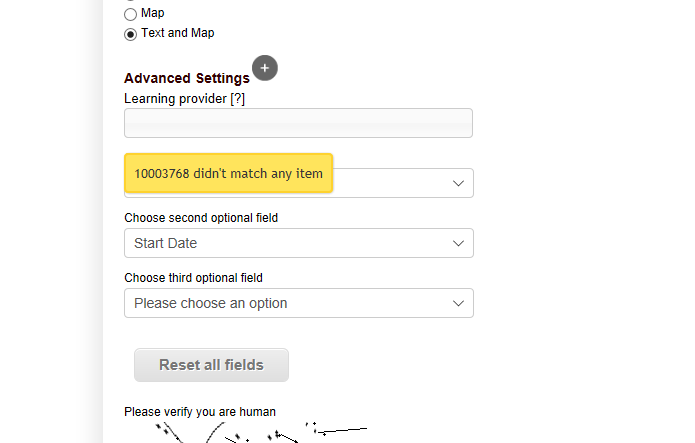 Map
Text and Map
Advanced Settings +
Learning provider [?]
10003768 didn't match any item
Choose second optional field
Start Date
Choose third optional field
Please choose an option
Reset all fields
Please verify you are human